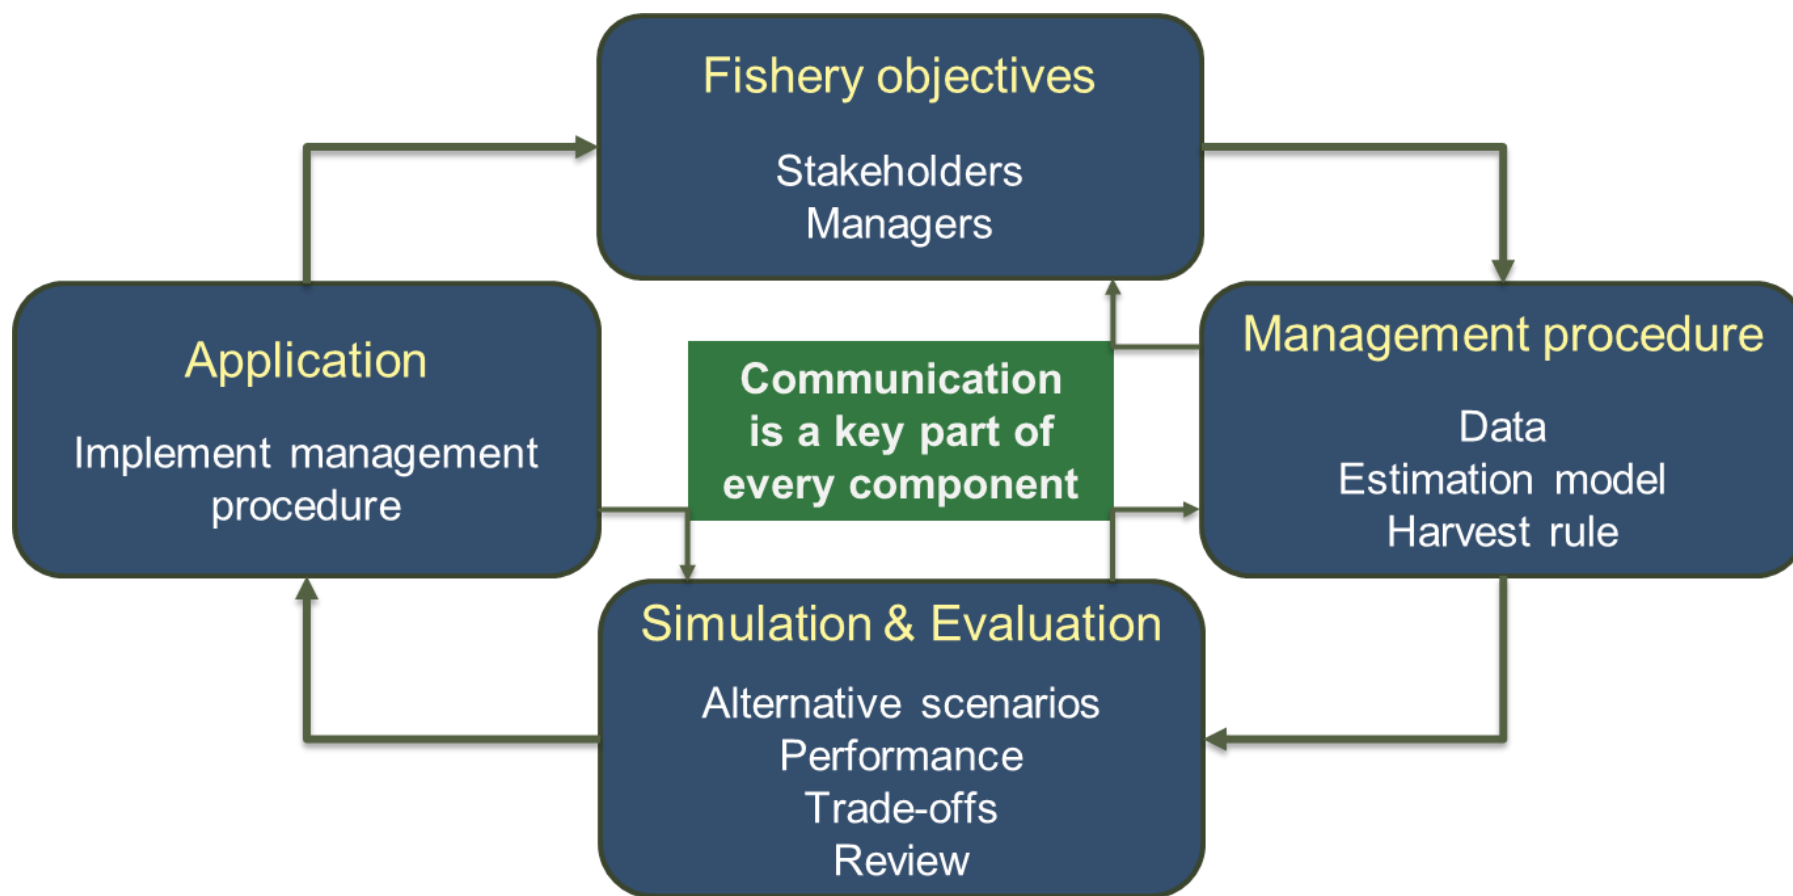 Fishery objectives
Stakeholders
Managers
Application
Implement management
procedure
Communication
is a key part of
every component
Management procedure
Data
Estimation model
Harvest rule
Simulation & Evaluation
Alternative scenarios
Performance
Trade-offs
Review